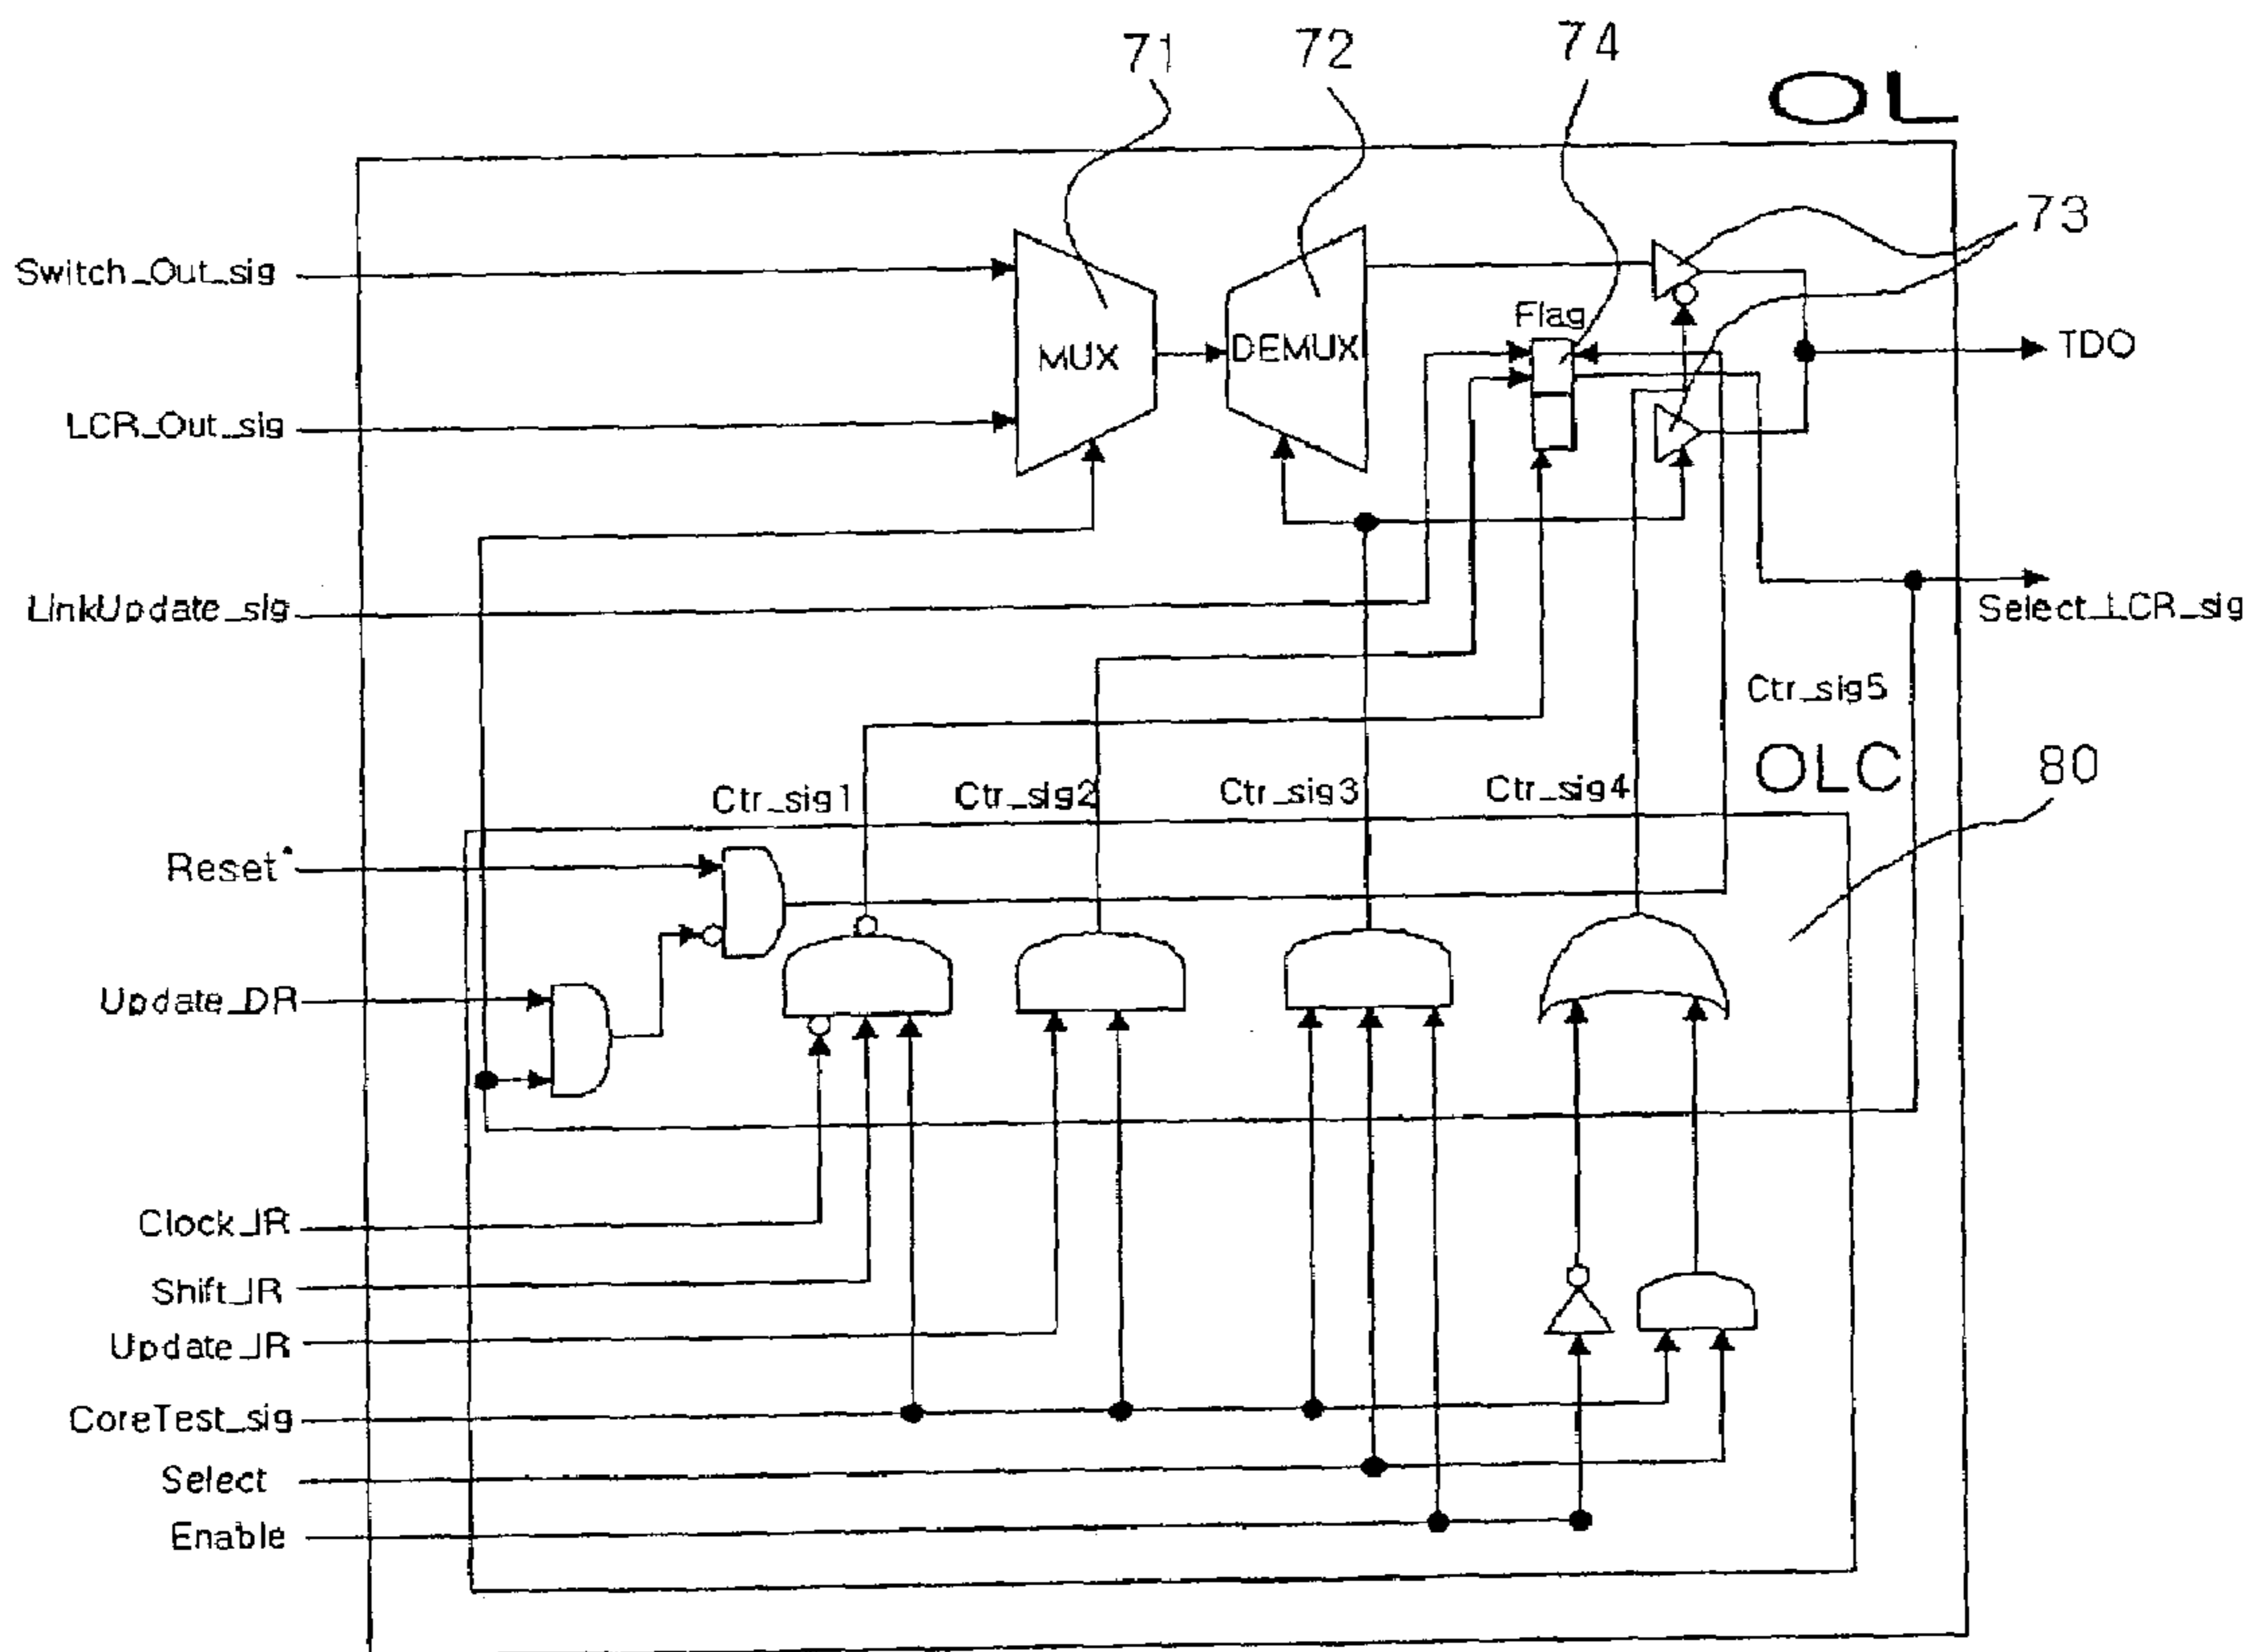 71
72
74
OL
73
Switch_Out_sig
Flag
MUX
DEMUX
TDO
LCR_Out_sig
LinkUpdate_sig
Select_LCR_sig
Ctr_sig5
OLC
80
Ctr_sig1
Ctr_sig2
Ctr_sig3
Ctr_sig4
Reset*
Update_DR
Clock_IR
Shift_IR
Update_IR
CoreTest_sig
Select
Enable